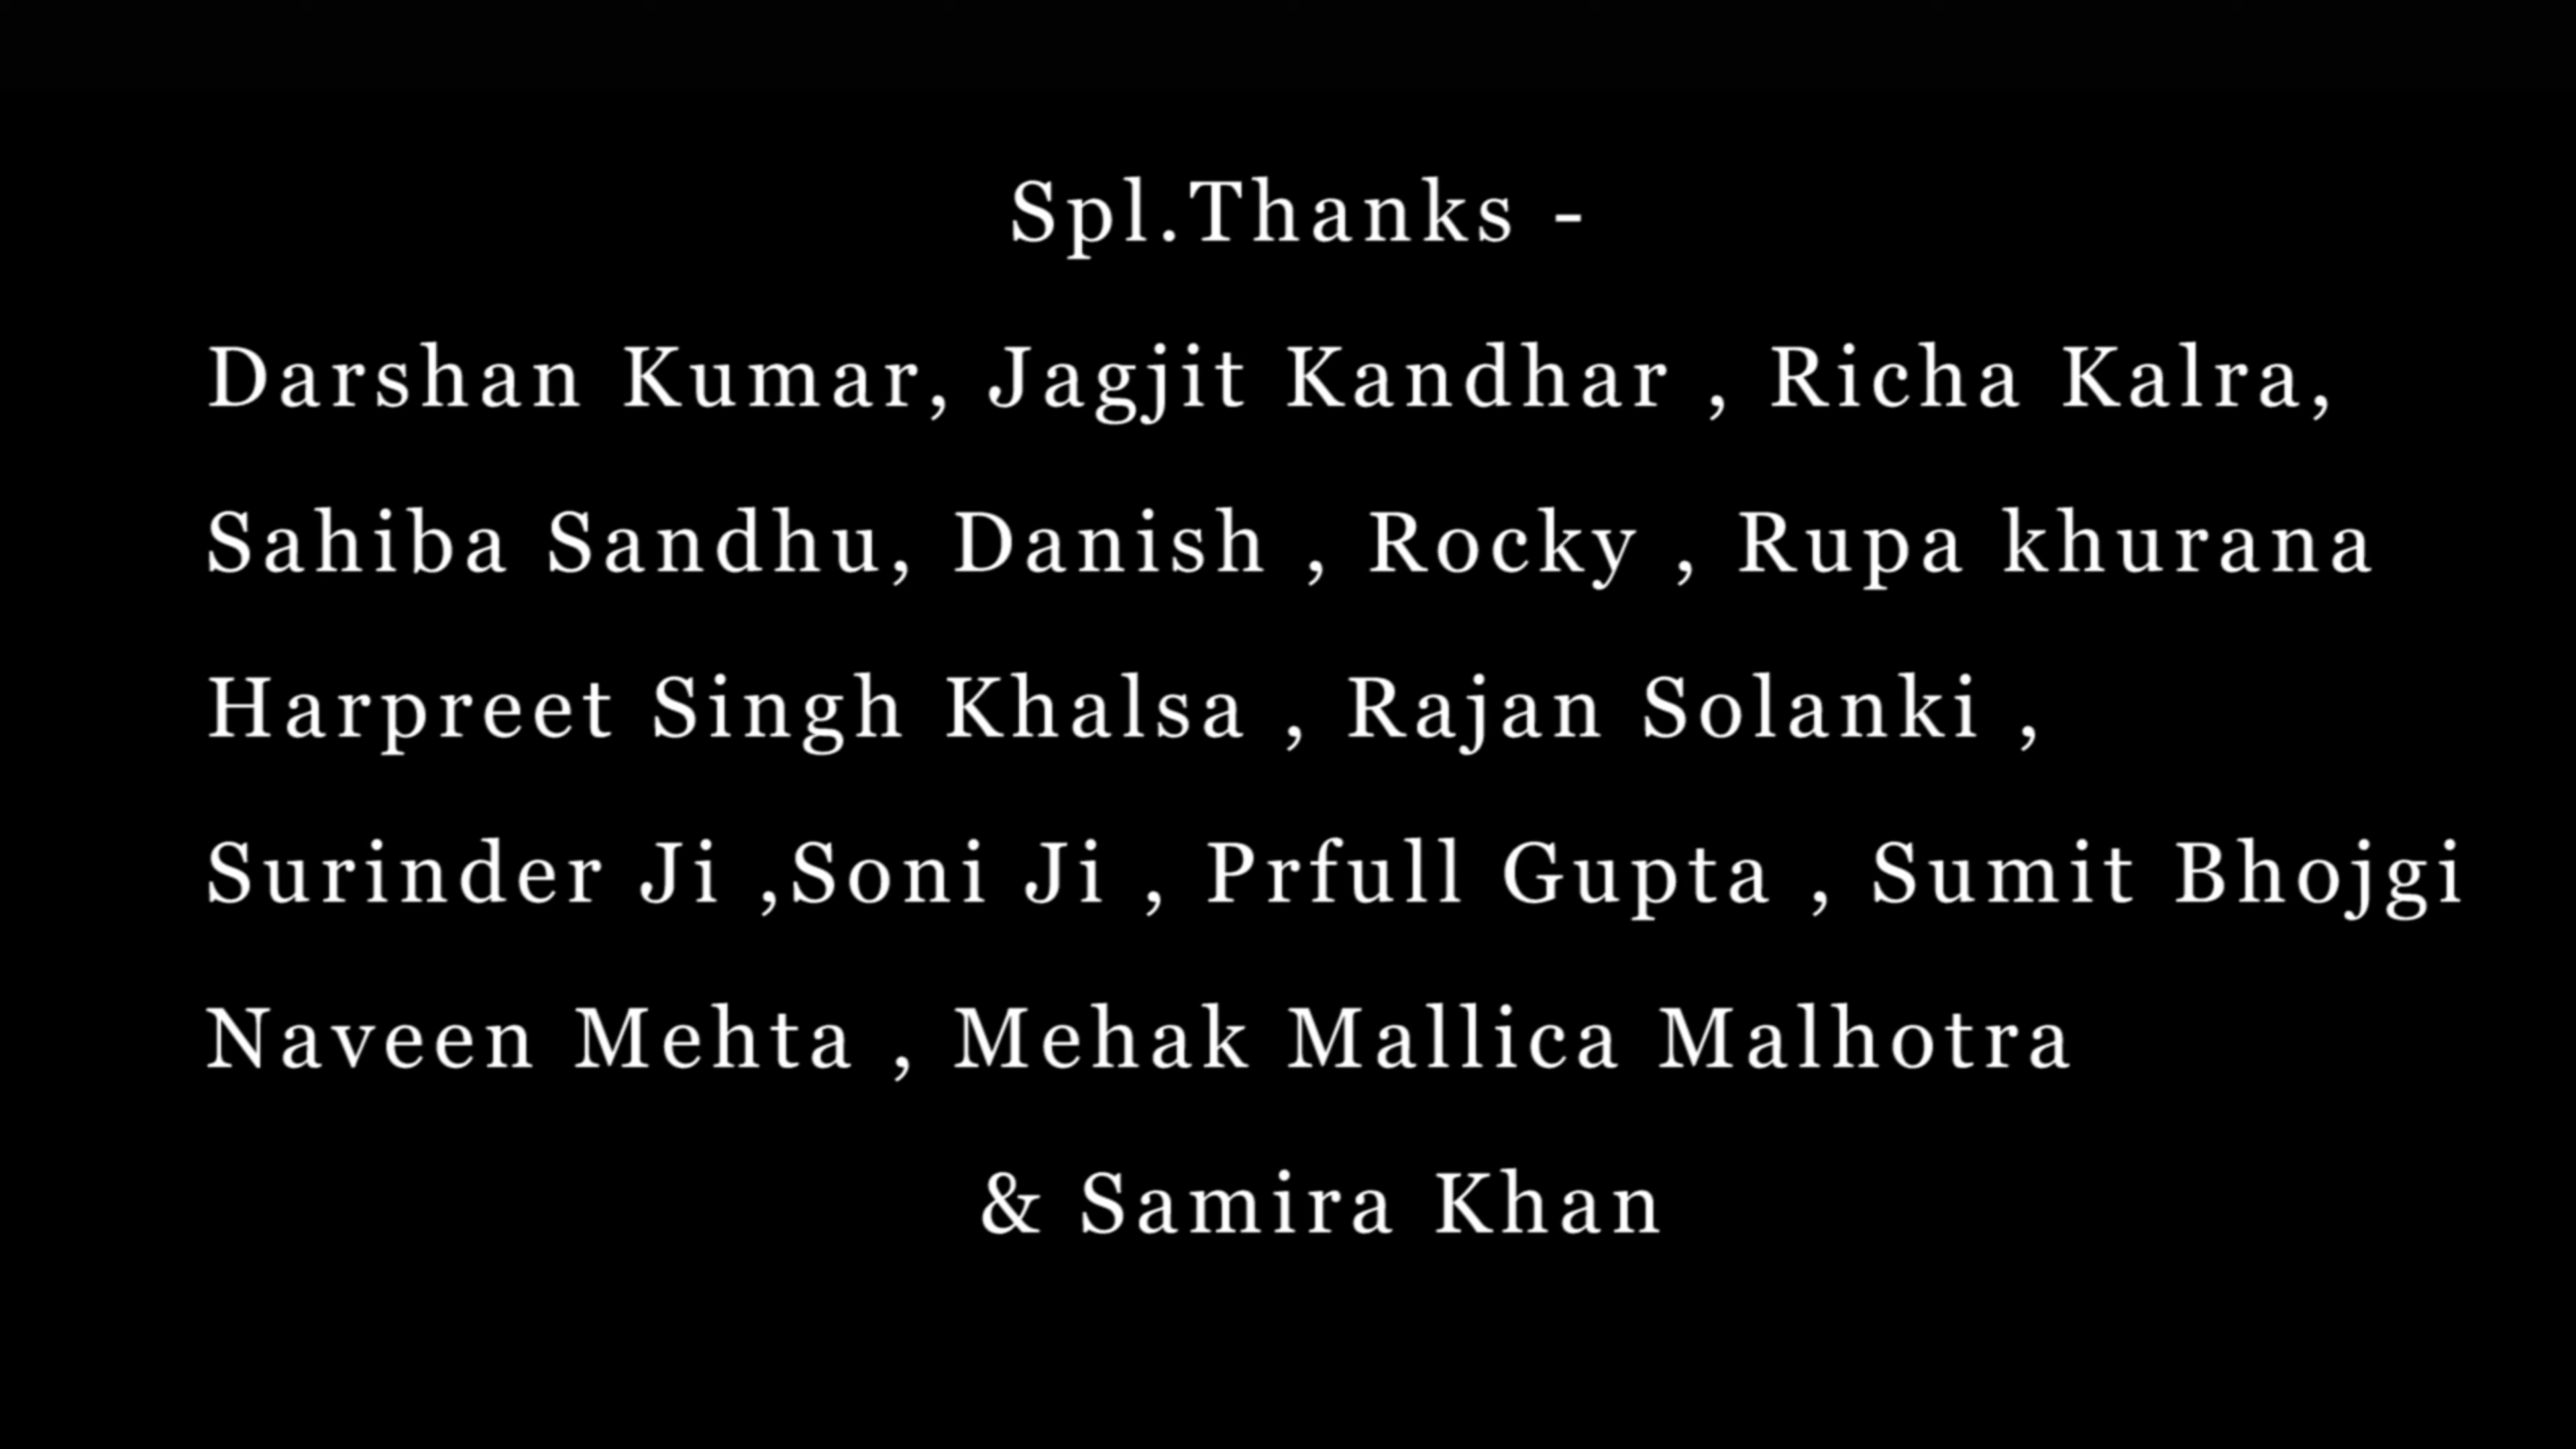 Spl.Thanks -
Darshan Kumar, Jagjit Kandhar , Richa Kalra,
Sahiba Sandhu, Danish , Rocky , Rupa khurana
Harpreet Singh Khalsa , Rajan Solanki ,
Surinder Ji ,Soni Ji , Prfull Gupta , Sumit Bhojgi
Naveen Mehta , Mehak Mallica Malhotra
& Samira Khan